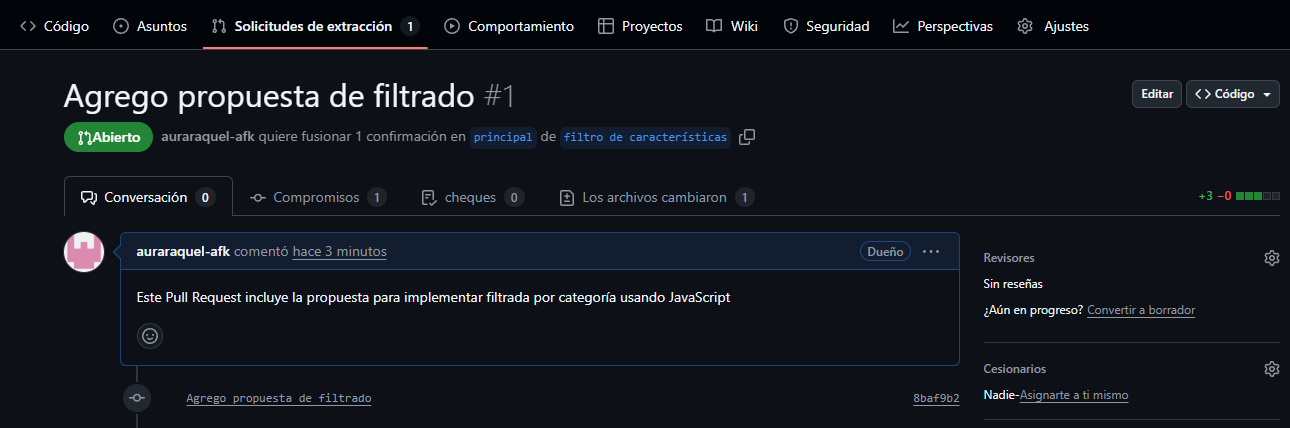 Código Asuntos Solicitudes de extracción 1 Comportamiento Proyectos Wiki Seguridad Perspectivas Ajustes
Agrego propuesta de filtrado #1
Editar
Código
Abierto
auraraquel-afk quiere fusionar 1 confirmación en principal de filtro de características
Conversación 0 Compromisos 1 cheques 0 Los archivos cambiaron 1
+3 −0
auraraquel-afk comentó hace 3 minutos
Dueño
Este Pull Request incluye la propuesta para implementar filtrada por categoría usando JavaScript
Agrego propuesta de filtrado
8baf9b2
Revisores
Sin reseñas
¿Aún en progreso? Convertir a borrador
Cesionarios
Nadie-Asignarte a ti mismo